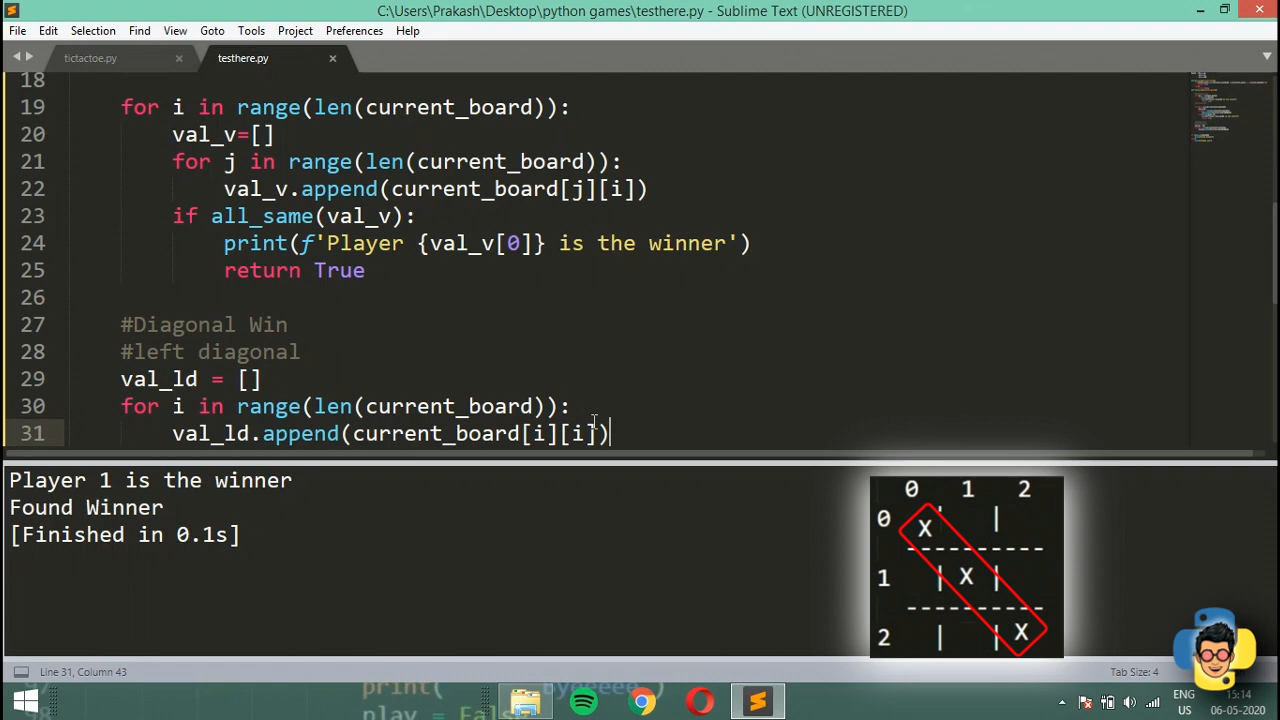 C:\Users\Prakash\Desktop\python games\testhere.py - Sublime Text (UNREGISTERED)
File Edit Selection Find View Goto Tools Project Preferences Help
tictactoe.py testhere.py
18
19 for i in range(len(current_board)):
20 val_v=[]
21 for j in range(len(current_board)):
22 val_v.append(current_board[j][i])
23 if all_same(val_v):
24 print(f'Player {val_v[0]} is the winner')
25 return True
26
27 #Diagonal Win
28 #left diagonal
29 val_ld = []
30 for i in range(len(current_board)):
31 val_ld.append(current_board[i][i])
Player 1 is the winner
Found Winner
[Finished in 0.1s]
0 1 2
0 X | |
-----------
1 | X |
-----------
2 | | X
Line 31, Column 43 Tab Size: 4
print( byeeeee )
98 play = False
ENG 15:14
US 06-05-2020